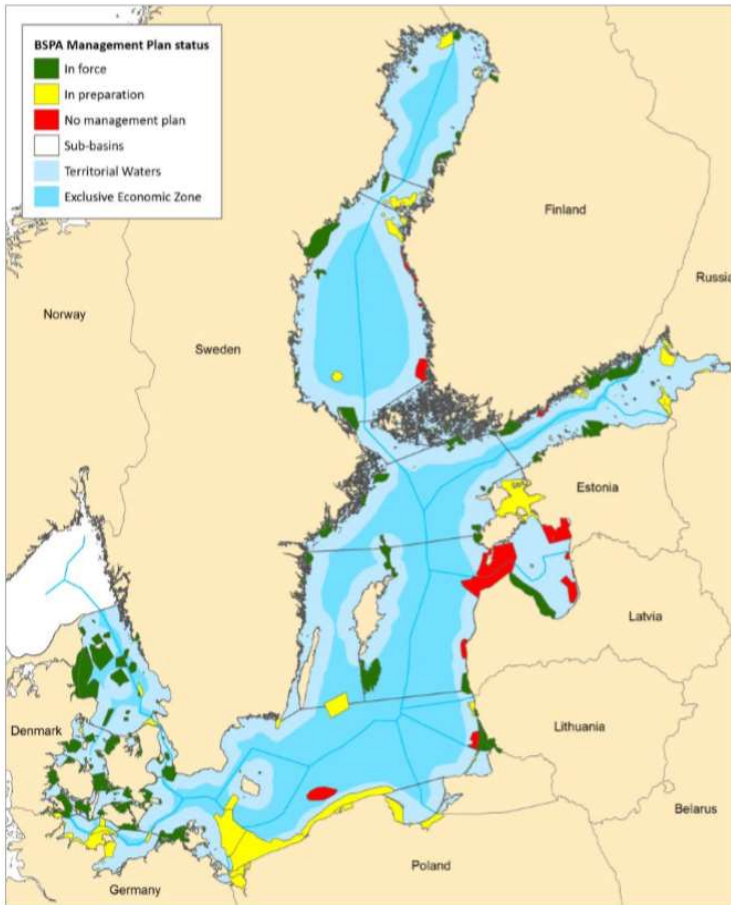 BSPA Management Plan status
In force
In preparation
No management plan
Sub-basins
Territorial Waters
Exclusive Economic Zone
Finland
Russia
Norway
Sweden
Estonia
Latvia
Denmark
Lithuania
Belarus
Poland
Germany